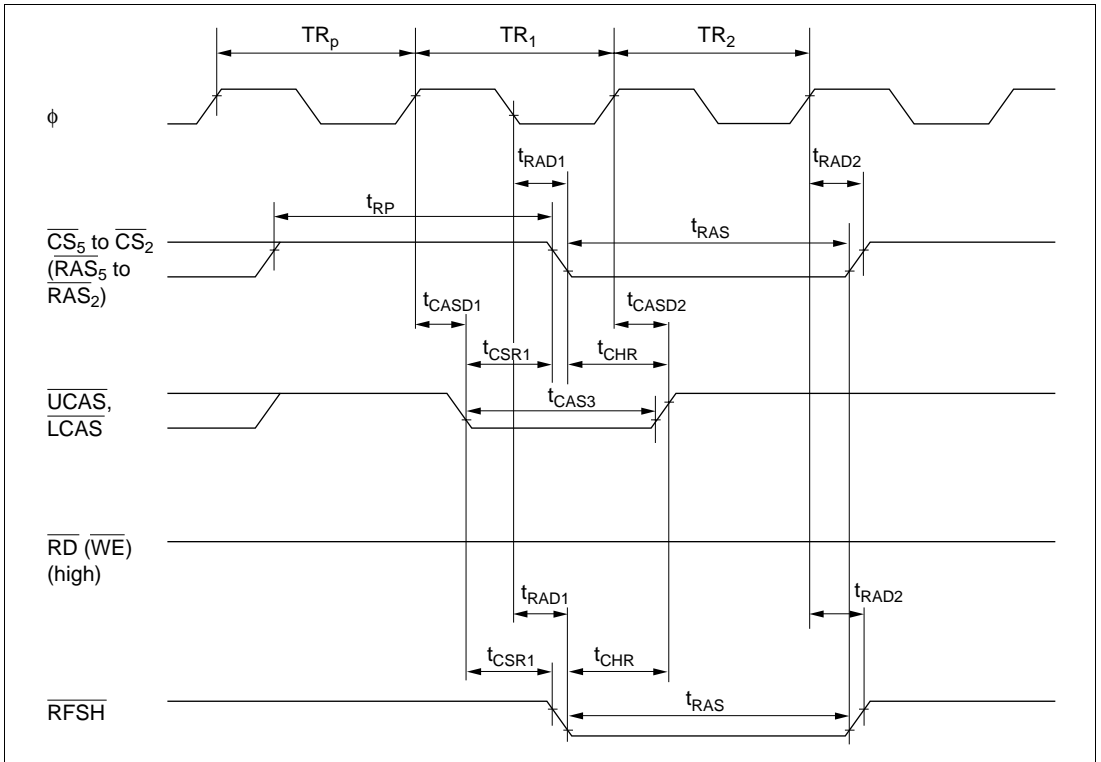 TRp TR1 TR2
ϕ
tRAD1 tRAD2
tRP
CS5 to CS2
(RAS5 to
RAS2)
tRAS
tCASD1 tCASD2
tCSR1 tCHR
UCAS,
LCAS
tCAS3
RD (WE)
(high)
tRAD1 tRAD2
tCSR1 tCHR
RFSH
tRAS